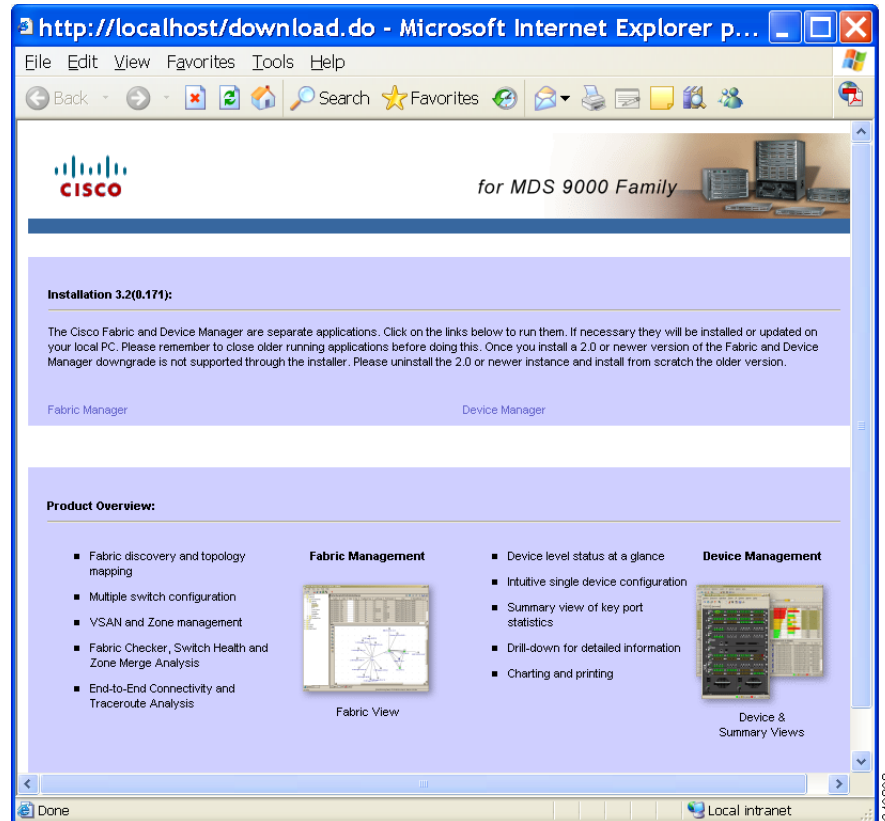 http://localhost/download.do - Microsoft Internet Explorer p...
File Edit View Favorites Tools Help
Back Search Favorites
CISCO
for MDS 9000 Family
Installation 3.2(0.171):
The Cisco Fabric and Device Manager are separate applications. Click on the links below to run them. If necessary they will be installed or updated on
your local PC. Please remember to close older running applications before doing this. Once you install a 2.0 or newer version of the Fabric and Device
Manager downgrade is not supported through the installer. Please uninstall the 2.0 or newer instance and install from scratch the older version.
Fabric Manager
Device Manager
Product Overview:
Fabric discovery and topology
mapping
Multiple switch configuration
VSAN and Zone management
Fabric Checker, Switch Health and
Zone Merge Analysis
End-to-End Connectivity and
Traceroute Analysis
Fabric Management
Fabric View
Device level status at a glance
Intuitive single device configuration
Summary view of key port
statistics
Drill-down for detailed information
Charting and printing
Device Management
Device &
Summary Views
Done
Local intranet